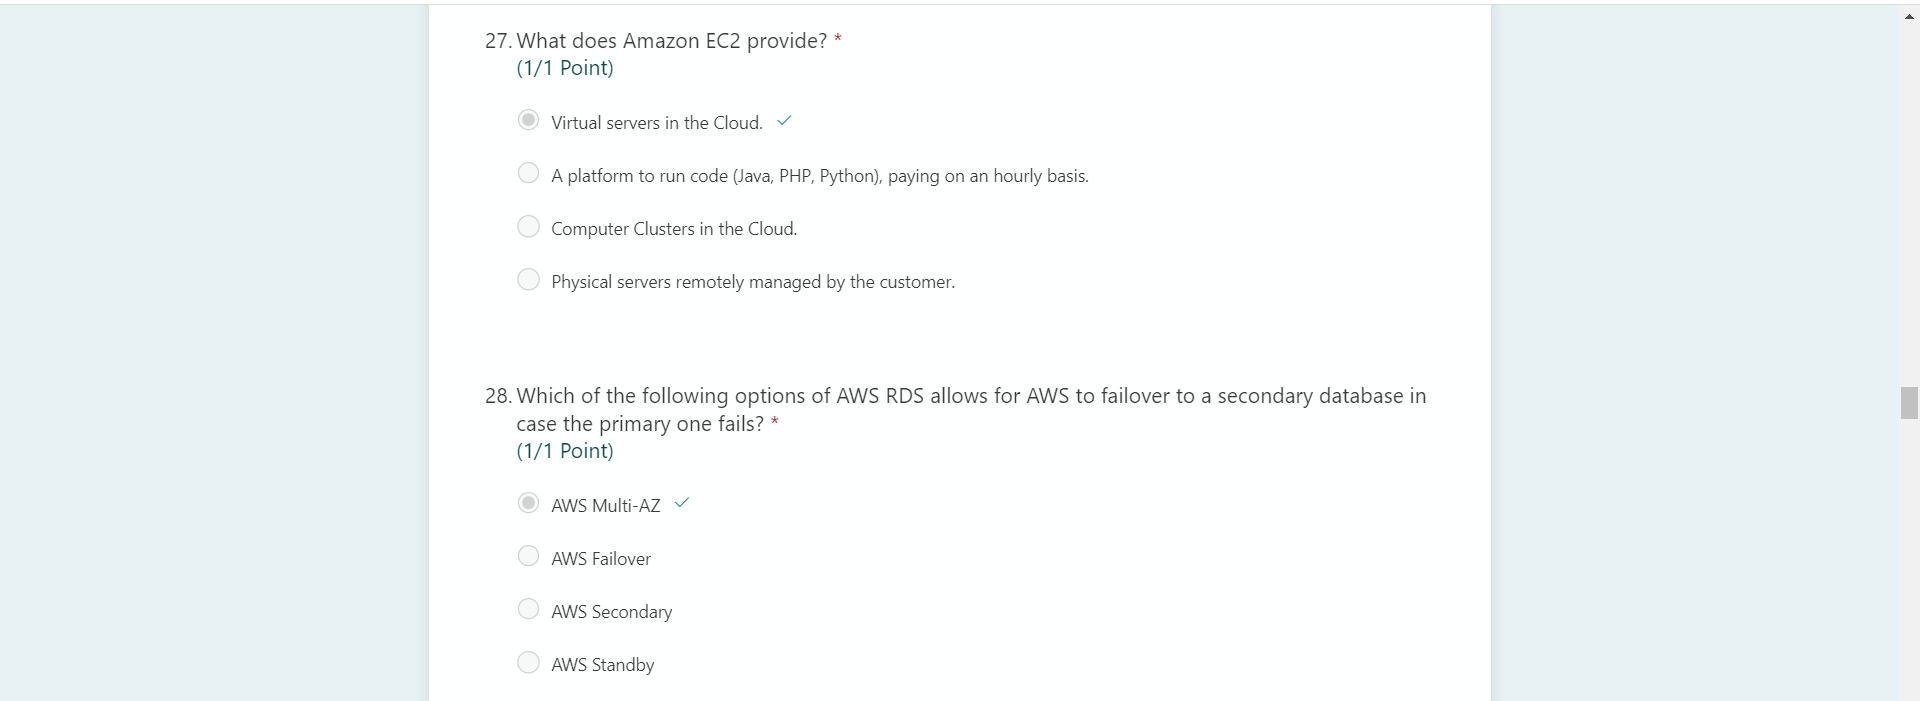 27. What does Amazon EC2 provide? *
(1/1 Point)
Virtual servers in the Cloud.
A platform to run code (Java, PHP, Python), paying on an hourly basis.
Computer Clusters in the Cloud.
Physical servers remotely managed by the customer.
28. Which of the following options of AWS RDS allows for AWS to failover to a secondary database in
case the primary one fails? *
(1/1 Point)
AWS Multi-AZ
AWS Failover
AWS Secondary
AWS Standby